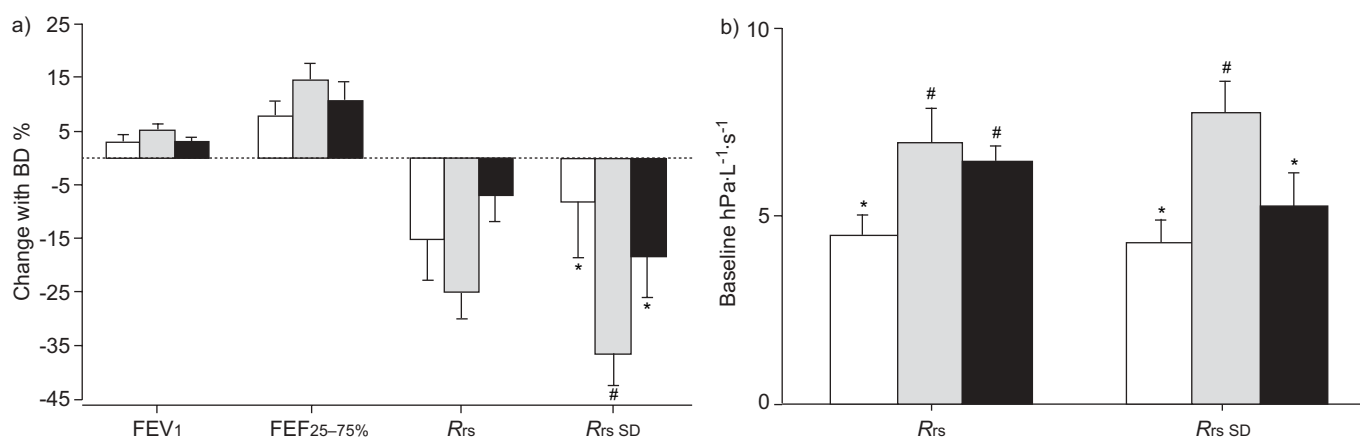 a)
25
15
5
-5
-15
-25
-35
-45
Change with BD %
*
#
*
FEV1
FEF25–75%
Rrs
Rrs SD
b)
10
5
0
Baseline hPa·L-1·s-1
*
#
#
*
#
*
Rrs
Rrs SD